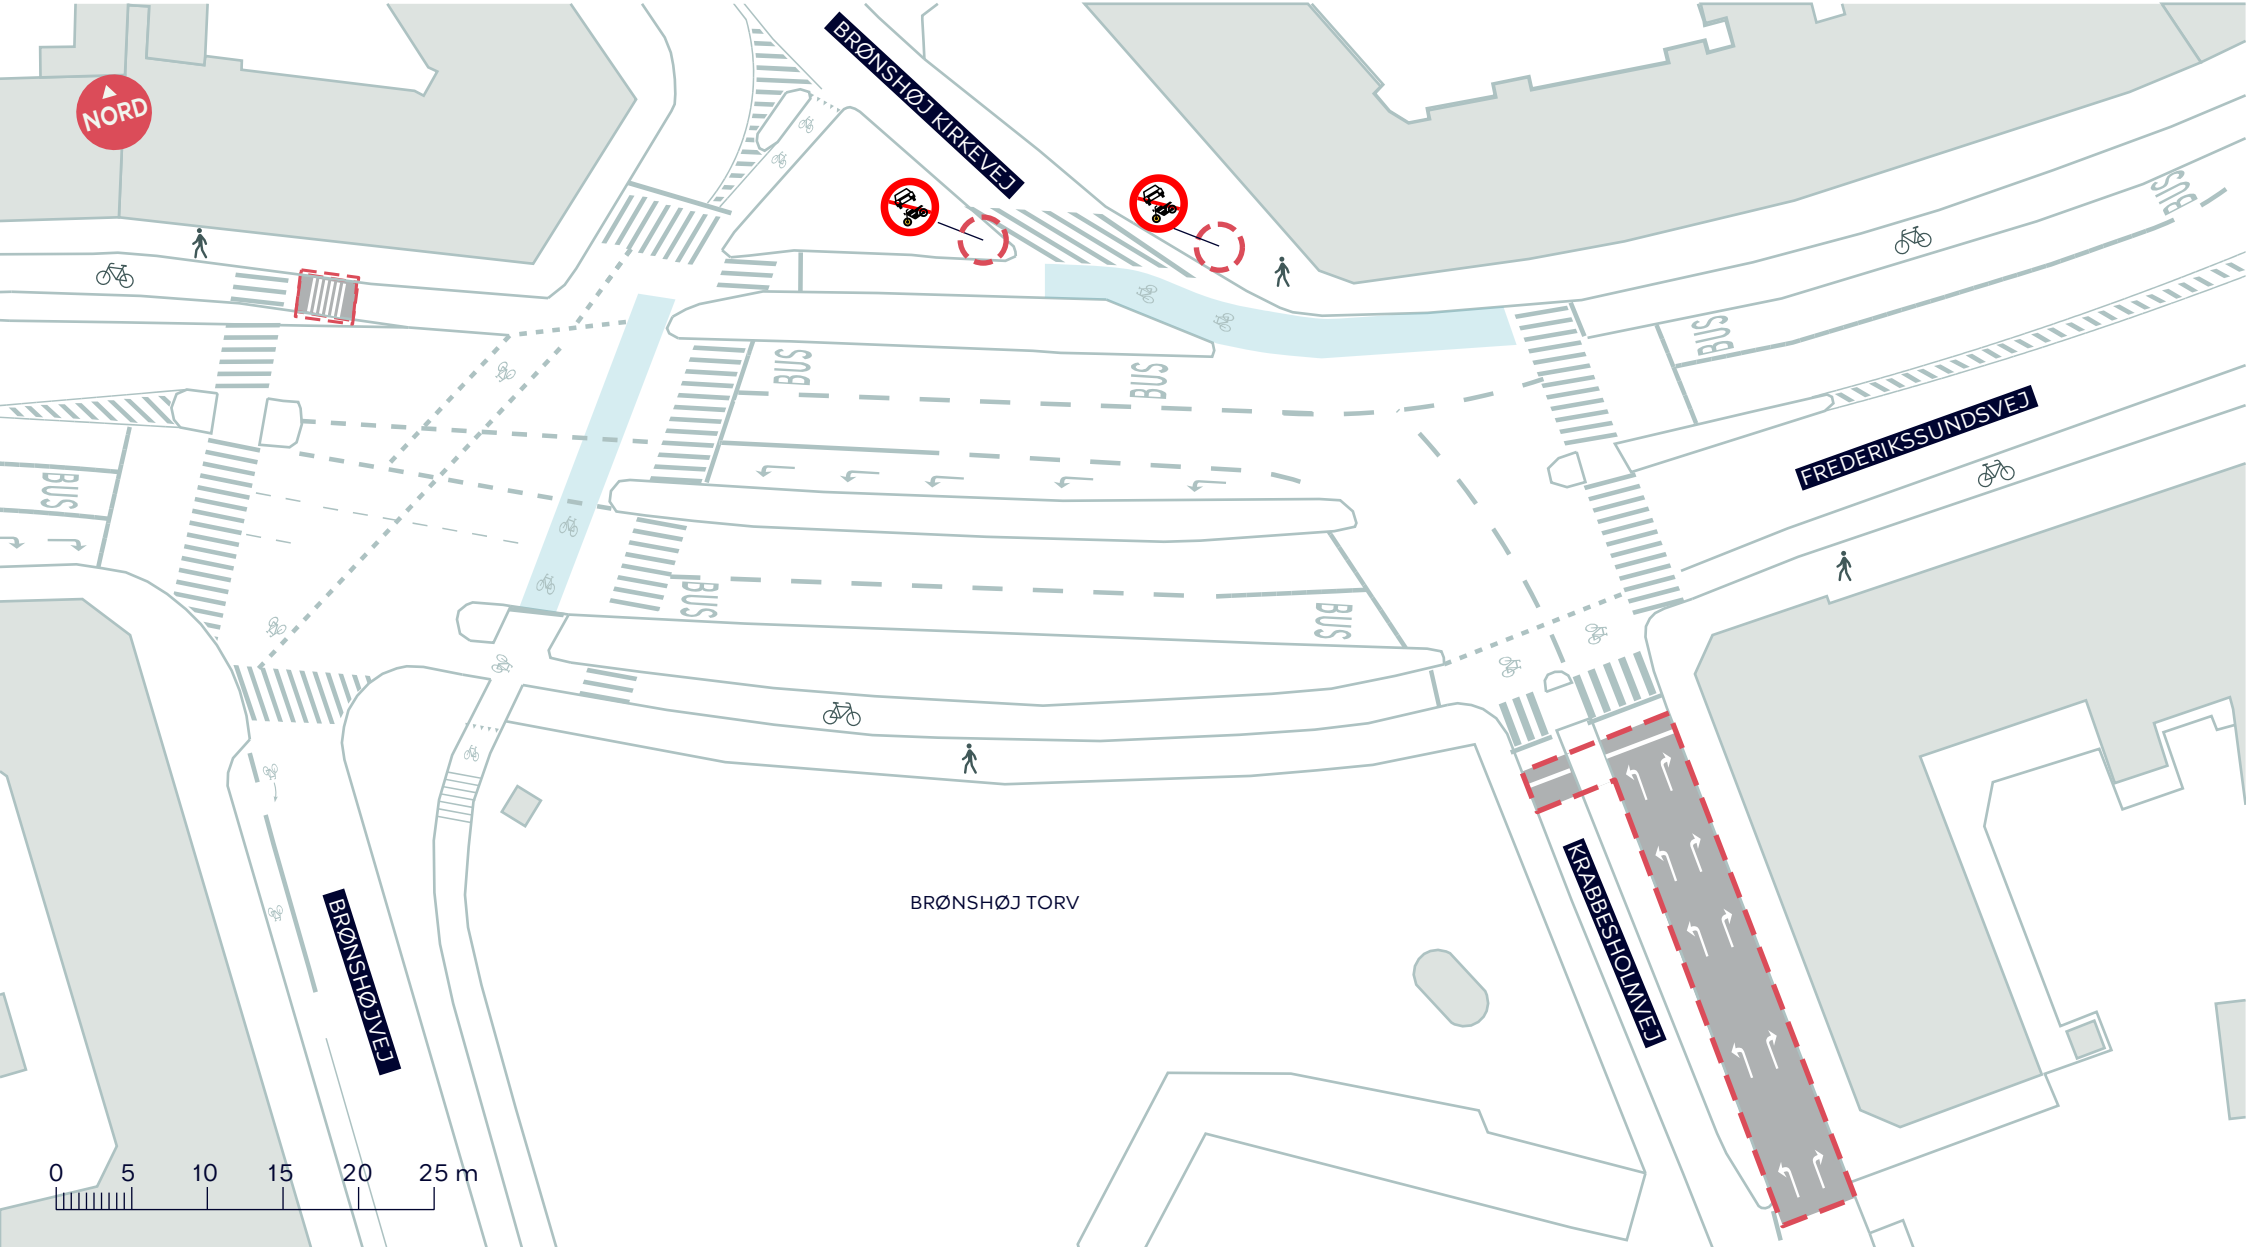 BRØNSHØJ KIRKEVEJ
NORD
BUS
BUS
BUS
BUS
FREDERIKSSUNDSVEJ
BUS
BUS
BUS
BRØNSHØJ TORV
KRABBESHOLMVEJ
BRØNSHØJVEJ
0 5 10 15 20 25 m